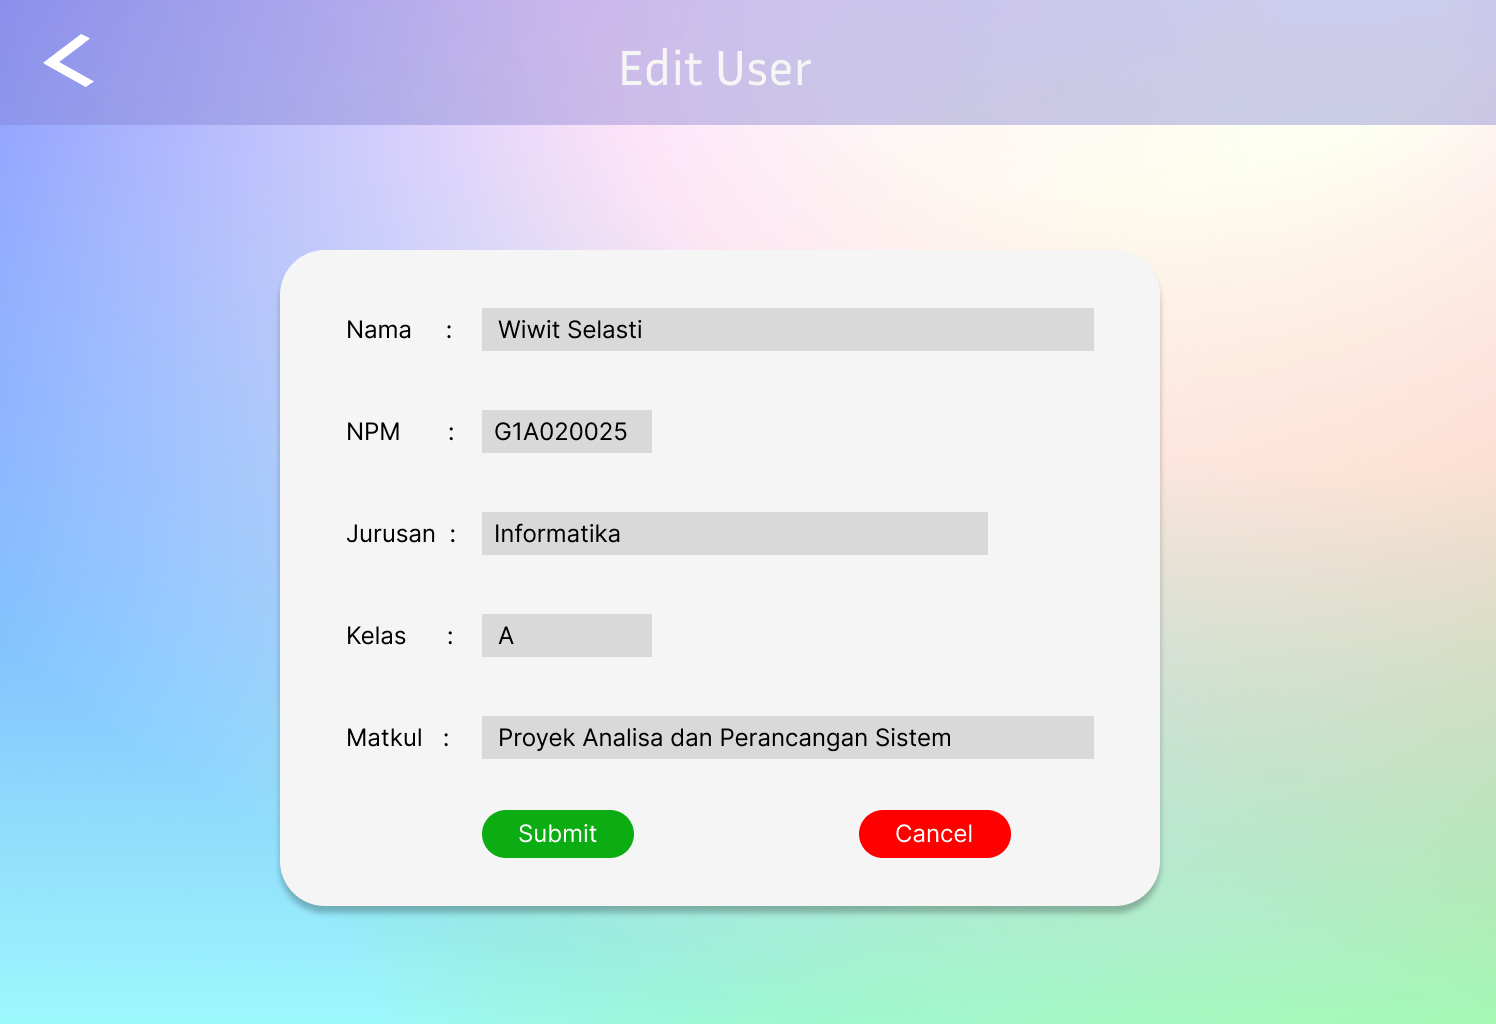 Edit User
Nama : Wiwit Selasti
NPM : G1A020025
Jurusan : Informatika
Kelas : A
Matkul : Proyek Analisa dan Perancangan Sistem
Submit Cancel